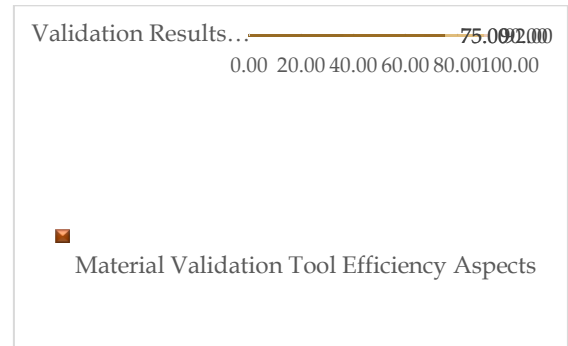 Validation Results…
0.00 20.00 40.00 60.00 80.00100.00
Material Validation Tool Efficiency Aspects